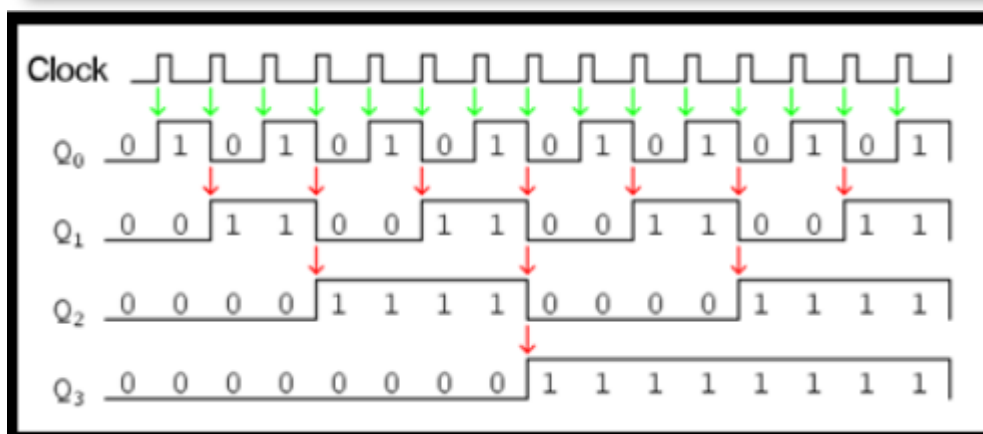 Clock
Q0 0 1 0 1 0 1 0 1 0 1 0 1 0 1 0 1
Q1 0 0 1 1 0 0 1 1 0 0 1 1 0 0 1 1
Q2 0 0 0 0 1 1 1 1 0 0 0 0 1 1 1 1
Q3 0 0 0 0 0 0 0 0 1 1 1 1 1 1 1 1